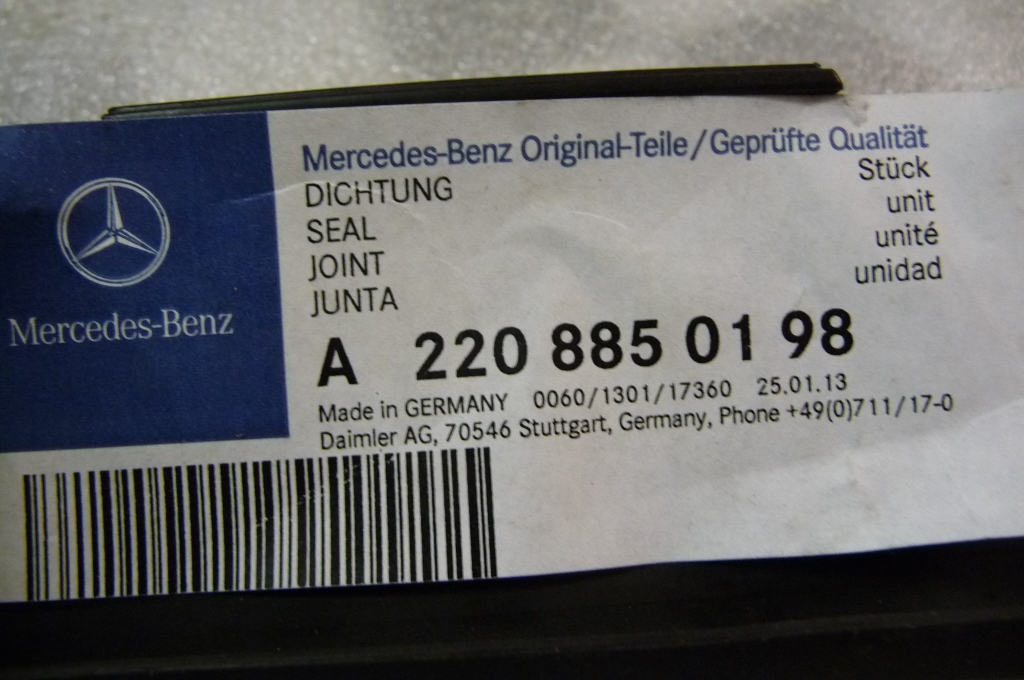 Mercedes-Benz
Mercedes-Benz Original-Teile/Geprüfte Qualität
DICHTUNG Stück
SEAL unit
JOINT unité
JUNTA unidad
A 220 885 01 98
Made in GERMANY 0060/1301/17360 25.01.13
Daimler AG, 70546 Stuttgart, Germany, Phone +49(0)711/17-0